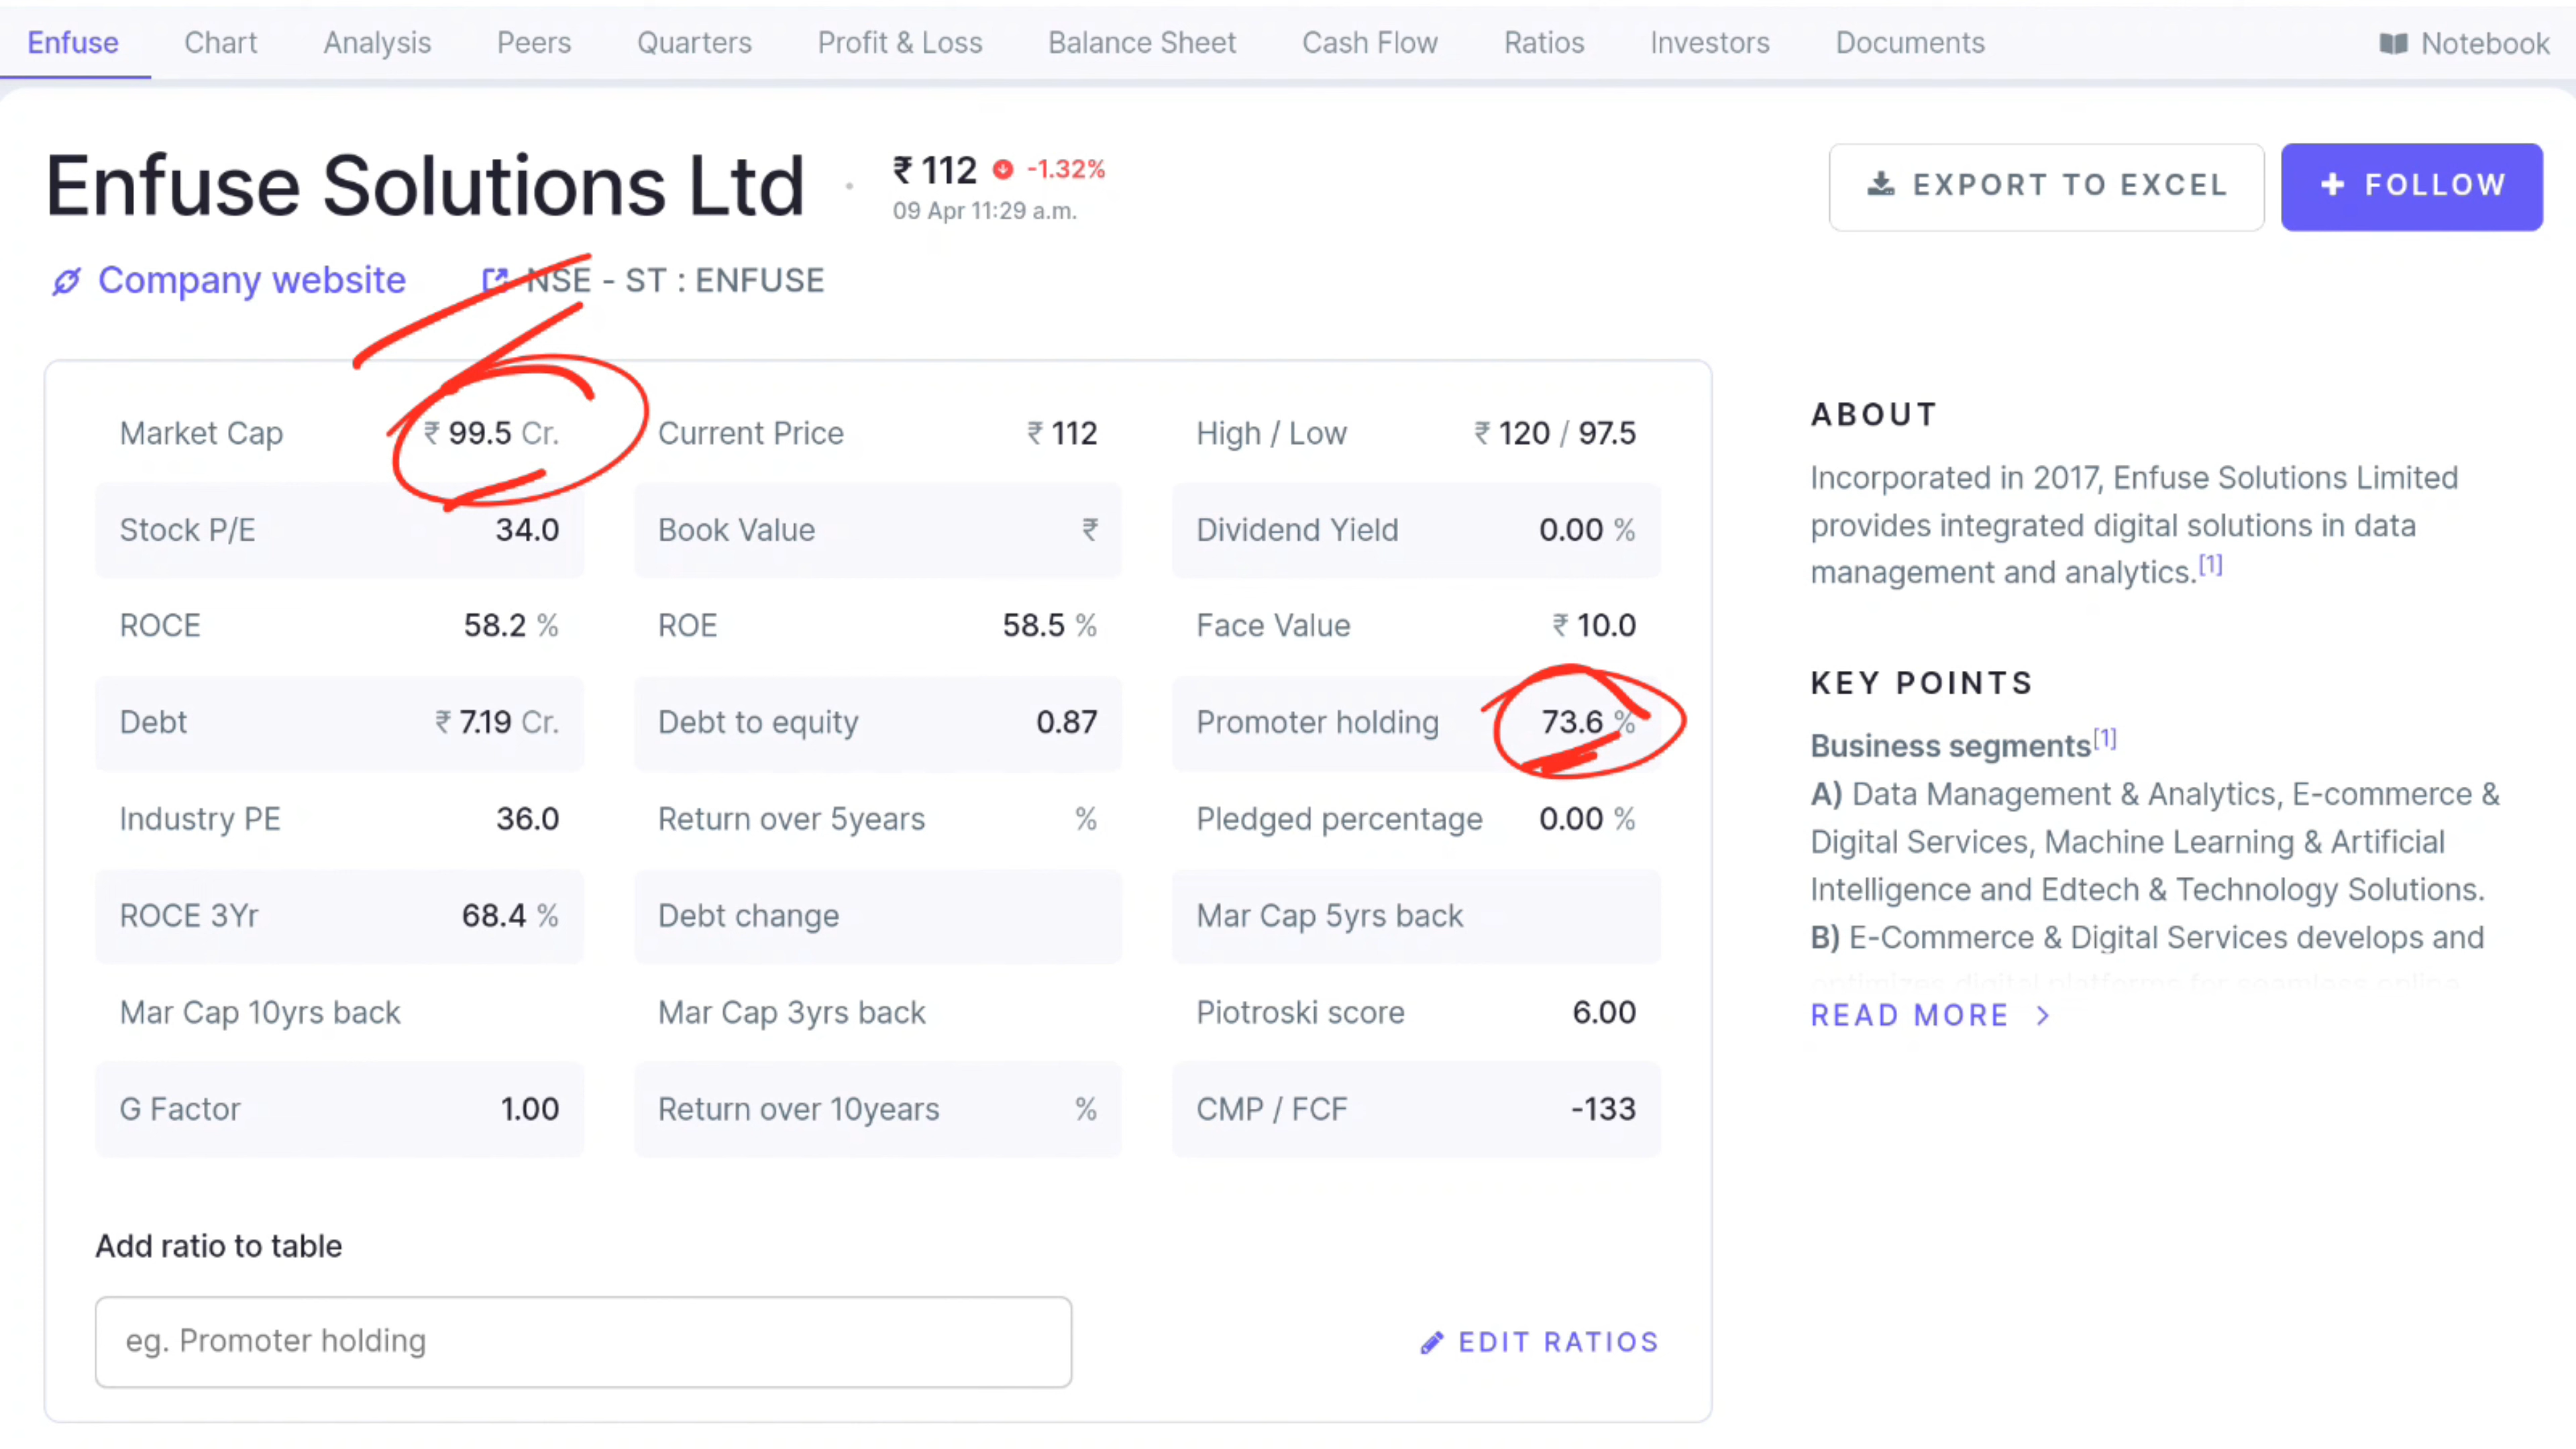 Enfuse Chart Analysis Peers Quarters Profit & Loss Balance Sheet Cash Flow Ratios Investors Documents Notebook
Enfuse Solutions Ltd
₹ 112 -1.32%
09 Apr 11:29 a.m.
EXPORT TO EXCEL
+ FOLLOW
Company website
NSE - ST : ENFUSE
Market Cap ₹ 99.5 Cr.
Current Price ₹ 112
High / Low ₹ 120 / 97.5
Stock P/E 34.0
Book Value ₹
Dividend Yield 0.00 %
ROCE 58.2 %
ROE 58.5 %
Face Value ₹ 10.0
Debt ₹ 7.19 Cr.
Debt to equity 0.87
Promoter holding 73.6 %
Industry PE 36.0
Return over 5years %
Pledged percentage 0.00 %
ROCE 3Yr 68.4 %
Debt change
Mar Cap 5yrs back
Mar Cap 10yrs back
Mar Cap 3yrs back
Piotroski score 6.00
G Factor 1.00
Return over 10years %
CMP / FCF -133
Add ratio to table
eg. Promoter holding
EDIT RATIOS
ABOUT
Incorporated in 2017, Enfuse Solutions Limited
provides integrated digital solutions in data
management and analytics.[1]
KEY POINTS
Business segments[1]
A) Data Management & Analytics, E-commerce &
Digital Services, Machine Learning & Artificial
Intelligence and Edtech & Technology Solutions.
B) E-Commerce & Digital Services develops and
optimizes digital platforms for seamless online
READ MORE >